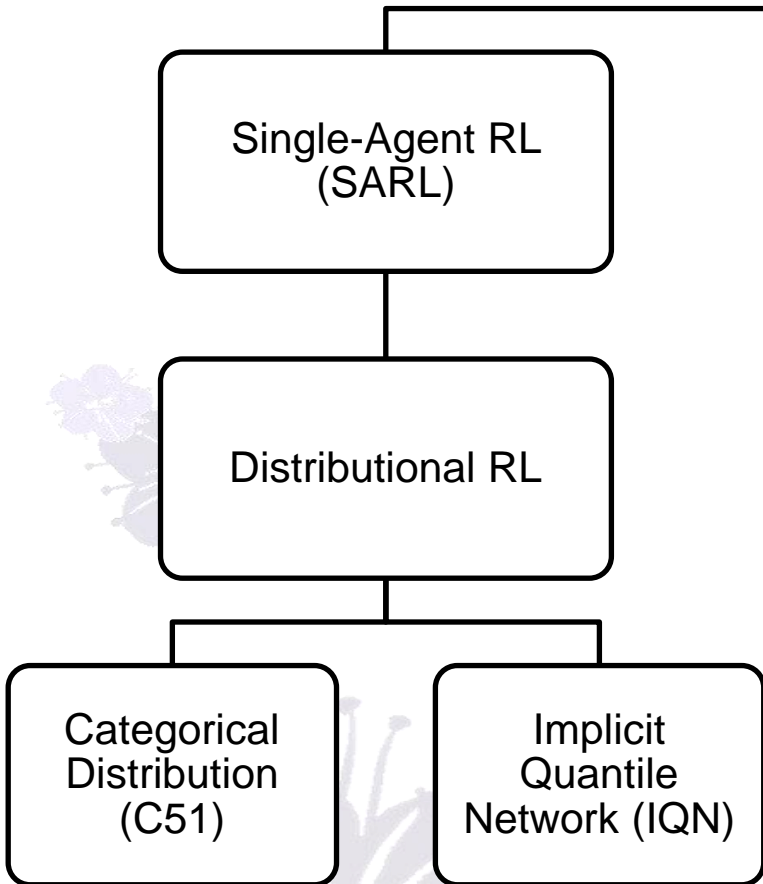 Single-Agent RL
(SARL)
Distributional RL
Categorical
Distribution
(C51)
Implicit
Quantile
Network (IQN)